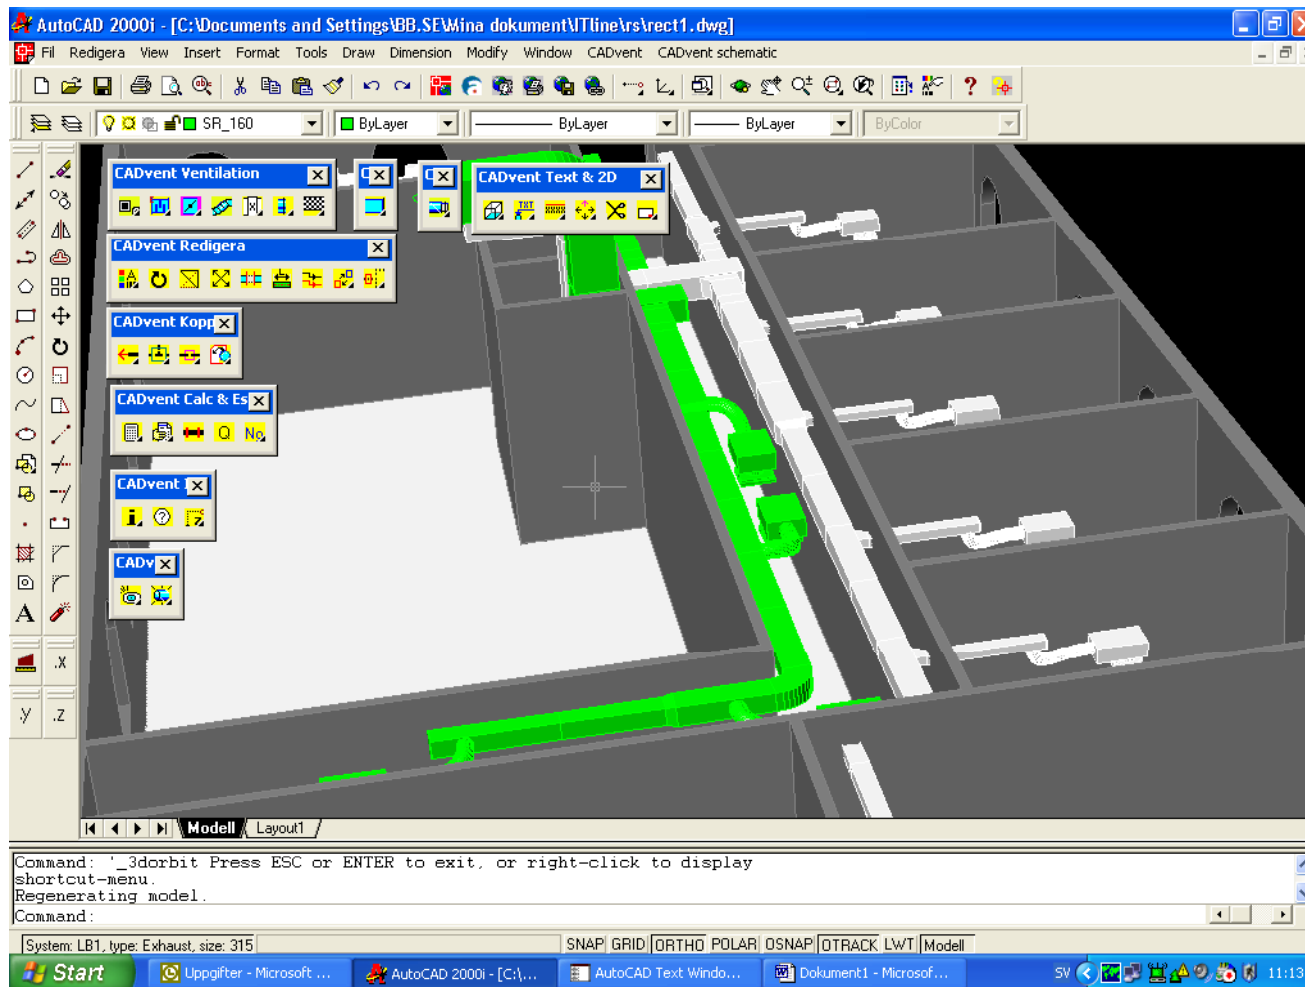 AutoCAD 2000i - [C:\Documents and Settings\BB.SE\Mina dokument\ITline\rs\rect1.dwg]
Fil Redigera View Insert Format Tools Draw Dimension Modify Window CADvent CADvent schematic
SR_160 ByLayer ByLayer ByLayer ByColor
CADvent Ventilation
CADvent Text & 2D
TXT
CADvent Redigera
CADvent Kopp
CADvent Calc & Es
Q No
CADvent I
CADv
A
.X
.Y .Z
Modell Layout1
Command: '_3dorbit Press ESC or ENTER to exit, or right-click to display
shortcut-menu.
Regenerating model.
Command:
System: LB1, type: Exhaust, size: 315 SNAP GRID ORTHO POLAR OSNAP OTRACK LWT Modell
Start Uppgifter - Microsoft ... AutoCAD 2000i - [C:\... AutoCAD Text Windo... Dokument1 - Microsof... SV 11:13